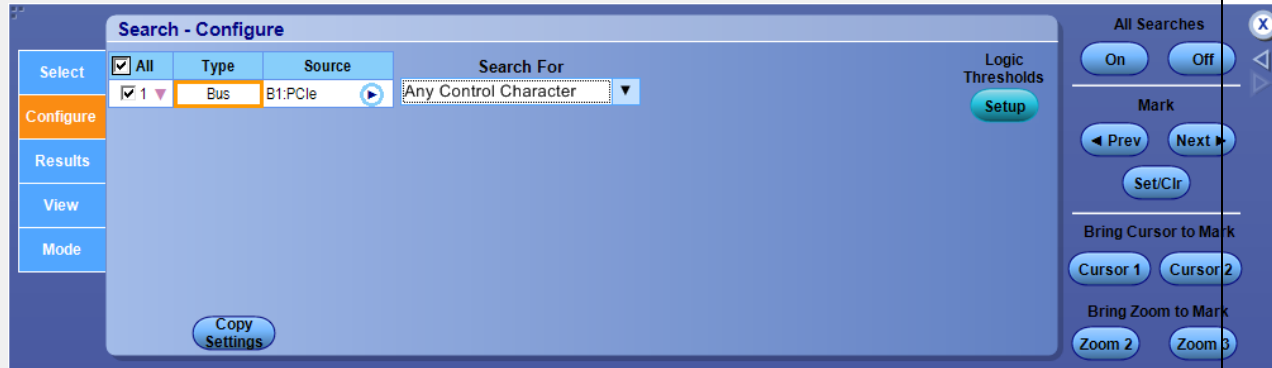 Search - Configure
All Searches
X
On Off
Select
Configure
Results
View
Mode
All Type Source
1 Bus B1:PCIe
Search For
Any Control Character
Logic
Thresholds
Setup
Copy
Settings
Mark
Prev Next
Set/Clr
Bring Cursor to Mark
Cursor 1 Cursor 2
Bring Zoom to Mark
Zoom 2 Zoom 3